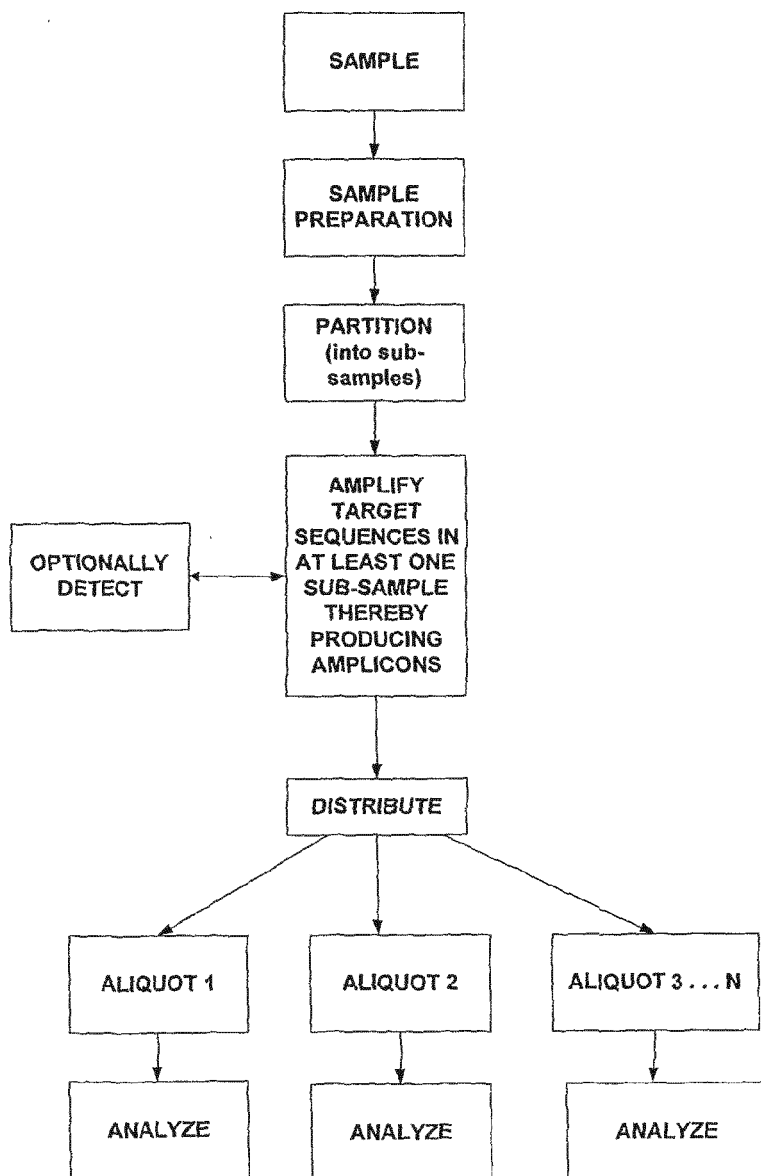 SAMPLE
SAMPLE
PREPARATION
PARTITION
(into sub-
samples)
AMPLIFY
TARGET
SEQUENCES IN
AT LEAST ONE
SUB-SAMPLE
THEREBY
PRODUCING
AMPLICONS
OPTIONALLY
DETECT
DISTRIBUTE
ALIQUOT 1
ALIQUOT 2
ALIQUOT 3 . . . N
ANALYZE
ANALYZE
ANALYZE